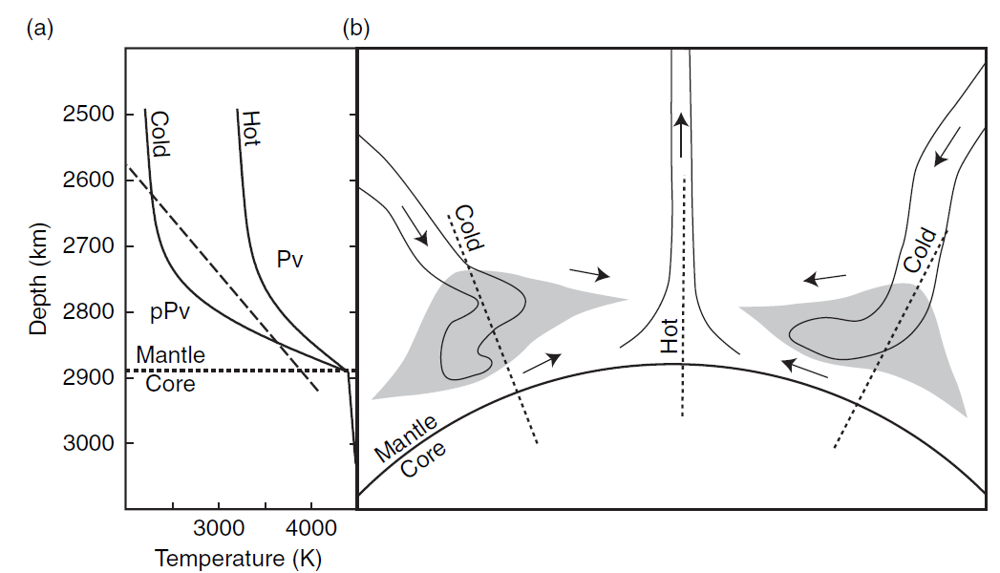 (a)
(b)
2500
2600
2700
2800
2900
3000
Depth (km)
Cold
Hot
Pv
pPv
Mantle
Core
3000
4000
Temperature (K)
Cold
Hot
Cold
Mantle
Core